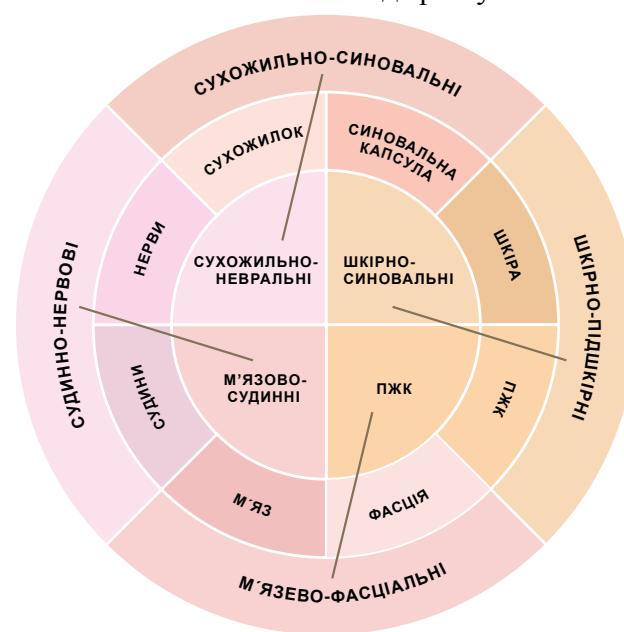 СУХОЖИЛЬНО-СИНОВАЛЬНІ
СУХОЖИЛОК
СИНОВАЛЬНА
КАПСУЛА
НЕРВИ
ШКІРА
СУХОЖИЛЬНО-
НЕВРАЛЬНІ
ШКІРНО-
СИНОВАЛЬНІ
СУДИННО-НЕРВОВІ
ШКІРНО-ПІДШКІРНІ
М'ЯЗОВО-
СУДИННІ
ПЖК
СУДИНИ
ПЖК
М´ЯЗ
ФАСЦІЯ
М´ЯЗЕВО-ФАСЦІАЛЬНІ